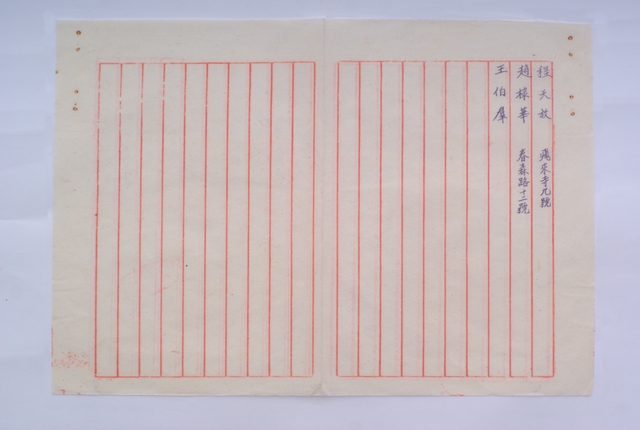 程天放 飛來寺九號
趙棣華 春森路十二號
王伯羣